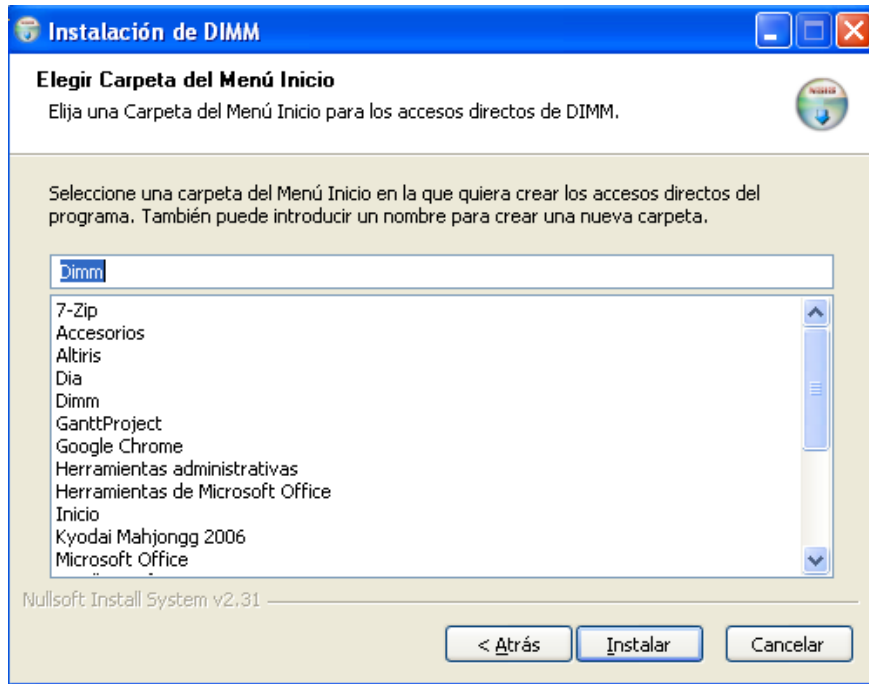 Instalación de DIMM
Elegir Carpeta del Menú Inicio
Elija una Carpeta del Menú Inicio para los accesos directos de DIMM.
Seleccione una carpeta del Menú Inicio en la que quiera crear los accesos directos del
programa. También puede introducir un nombre para crear una nueva carpeta.
Dimm
7-Zip
Accesorios
Altiris
Dia
Dimm
GanttProject
Google Chrome
Herramientas administrativas
Herramientas de Microsoft Office
Inicio
Kyodai Mahjongg 2006
Microsoft Office
Nullsoft Install System v2.31
< Atrás
Instalar
Cancelar